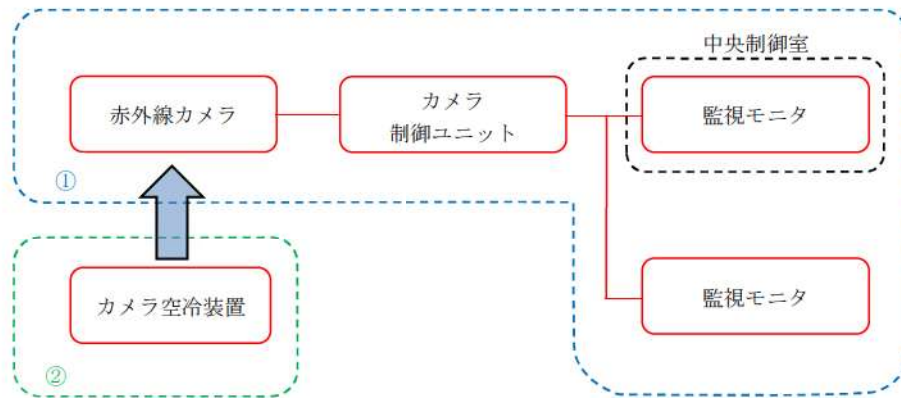 中央制御室
赤外線カメラ
カメラ
制御ユニット
監視モニタ
①
監視モニタ
カメラ空冷装置
②